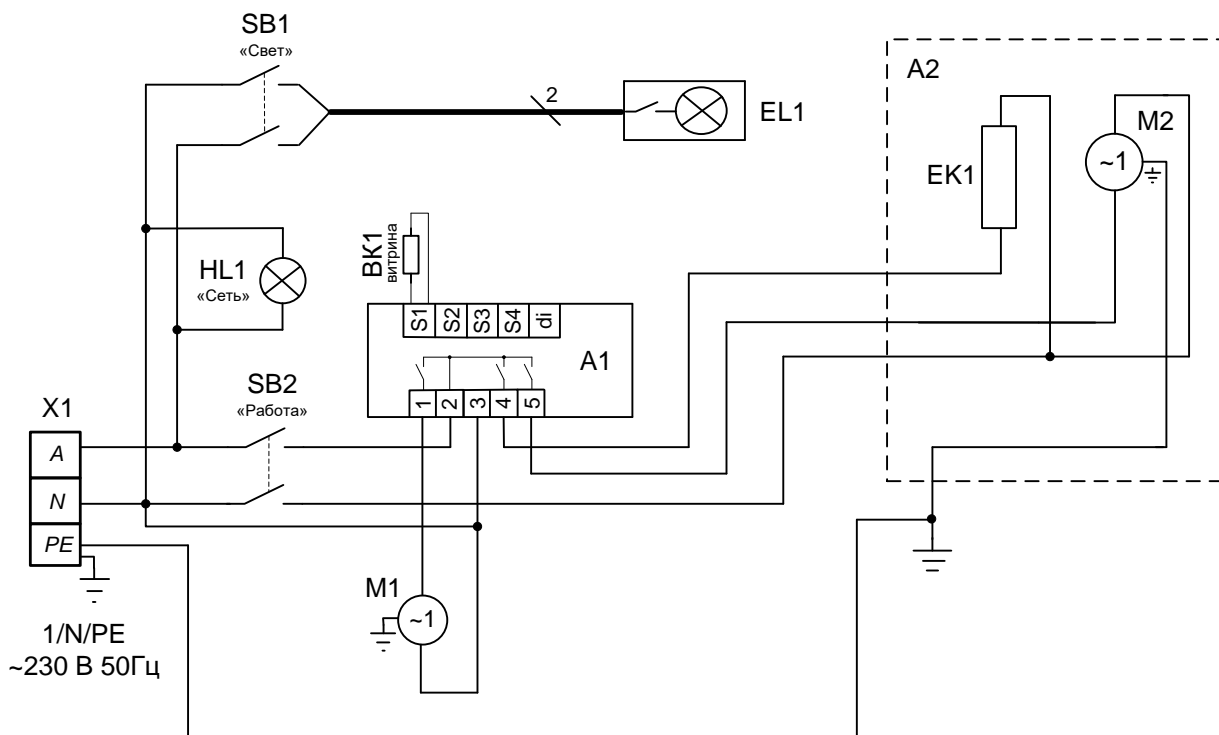 SB1
«Свет»
2
EL1
A2
M2
~1
EK1
HL1
«Сеть»
BK1
витрина
S1 S2 S3 S4 di
A1
SB2
«Работа»
1 2 3 4 5
X1
A
N
PE
1/N/PE
~230 В 50Гц
M1
~1